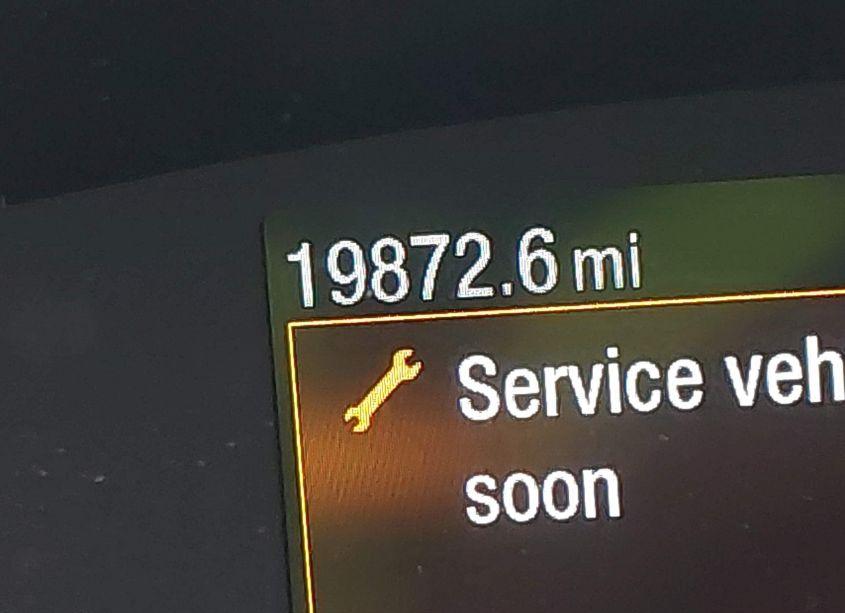 19872.6 mi
Service veh
soon